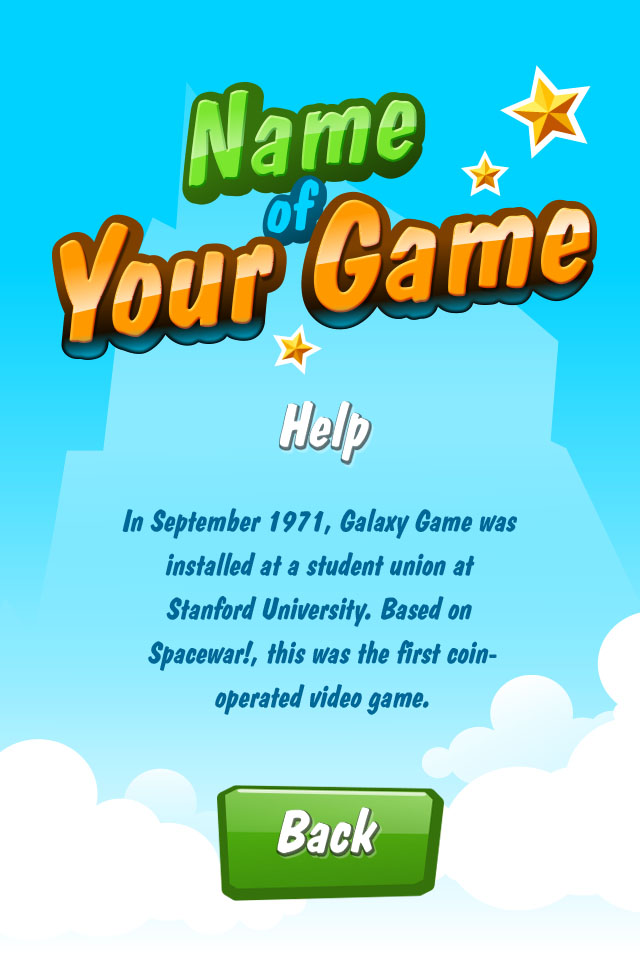 Name
of
Your Game
Help
In September 1971, Galaxy Game was
installed at a student union at
Stanford University. Based on
Spacewar!, this was the first coin-
operated video game.
Back